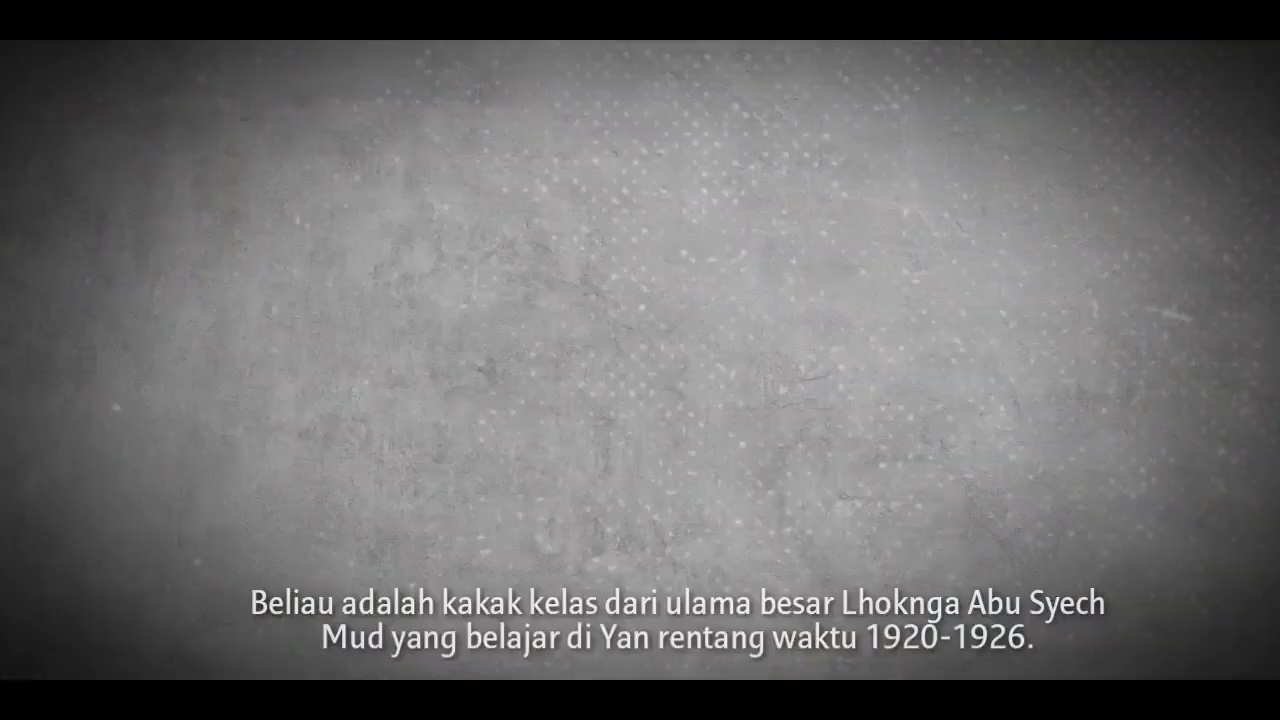 Beliau adalah kakak kelas dari ulama besar Lhoknga Abu Syech
Mud yang belajar di Yan rentang waktu 1920-1926.